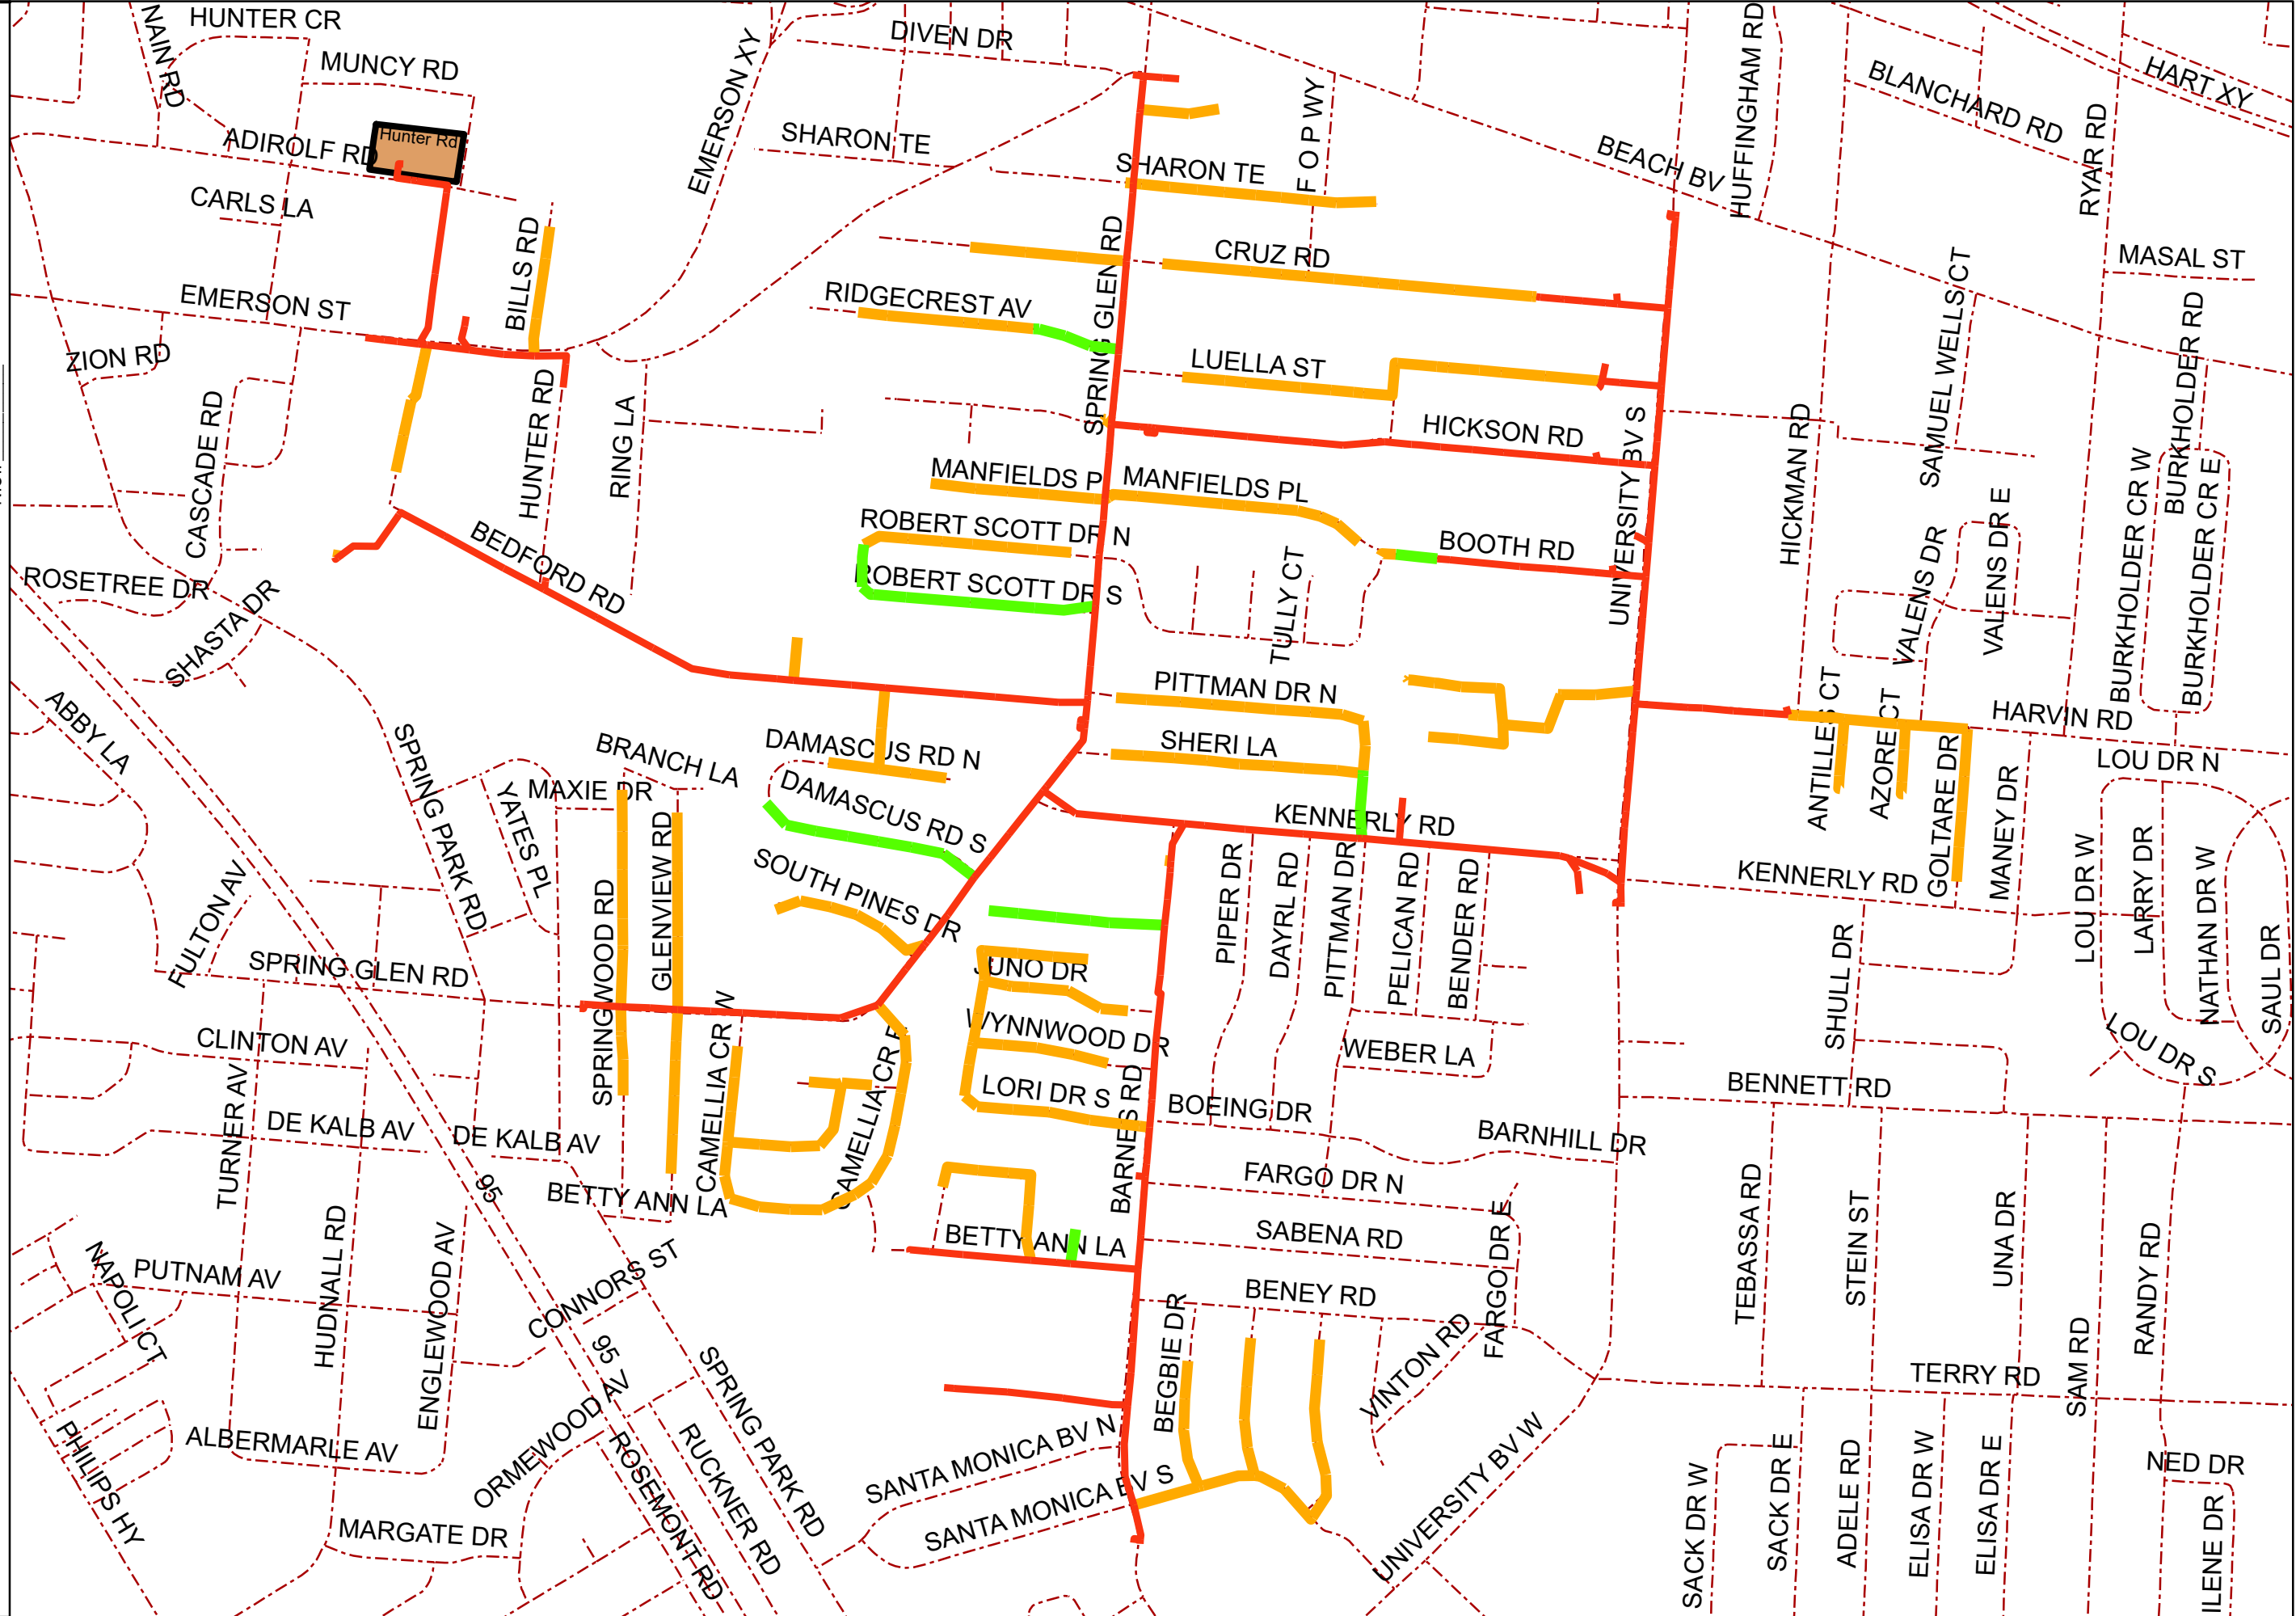 HUNTER CR
NAIN RD
MUNCY RD
EMERSON XY
DIVEN DR
HUFFINGHAM RD
HART XY
BLANCHARD RD
Hunter Rd
ADIROLF RD
SHARON TE
SHARON TE
F O P WY
BEACH BV
RYAR RD
CARLS LA
BILLS RD
SPRING GLEN RD
CRUZ RD
MASAL ST
EMERSON ST
RIDGECREST AV
SAMUEL WELLS CT
BURKHOLDER RD
ZION RD
LUELLA ST
CASCADE RD
HUNTER RD
RING LA
HICKSON RD
UNIVERSITY BV S
HICKMAN RD
MANFIELDS P
MANFIELDS PL
BURKHOLDER CR W
BURKHOLDER CR E
BEDFORD RD
ROBERT SCOTT DR N
BOOTH RD
VALENS DR
VALENS DR E
ROSETREE DR
SHASTA DR
ROBERT SCOTT DR S
TULLY CT
ABBY LA
PITTMAN DR N
ANTILLES CT
AZORE CT
HARVIN RD
SPRING PARK RD
BRANCH LA
DAMASCUS RD N
SHERI LA
GOLTARE DR
MANEY DR
LOU DR N
YATES PL
MAXIE DR
DAMASCUS RD S
KENNERLY RD
FULTON AV
SPRINGWOOD RD
GLENVIEW RD
SOUTH PINES DR
PIPER DR
DAYRL RD
PITTMAN DR
PELICAN RD
BENDER RD
KENNERLY RD
LOU DR W
LARRY DR
NATHAN DR W
SAUL DR
SPRING GLEN RD
JUNO DR
SHULL DR
CLINTON AV
CAMELLIA CR W
CAMELLIA CR E
WYNNWOOD DR
WEBER LA
LOU DR S
TURNER AV
DE KALB AV
DE KALB AV
LORI DR S
BARNES RD
BOEING DR
BARNHILL DR
BENNETT RD
95
BETTY ANN LA
FARGO DR N
TEBASSA RD
STEIN ST
UNA DR
RANDY RD
NAPOLI CT
PUTNAM AV
HUDNALL RD
ENGLEWOOD AV
CONNORS ST
BETTY ANN LA
SABENA RD
FARGO DR E
BENEY RD
95
SPRING PARK RD
BEGBIE DR
VINTON RD
TERRY RD
SAM RD
PHILIPS HY
ALBERMARLE AV
ORMEWOOD AV
ROSEMONT RD
RUCKNER RD
SANTA MONICA BV N
SANTA MONICA BV S
UNIVERSITY BV W
SACK DR W
SACK DR E
ADELE RD
ELISA DR W
ELISA DR E
NED DR
ILENE DR
MARGATE DR